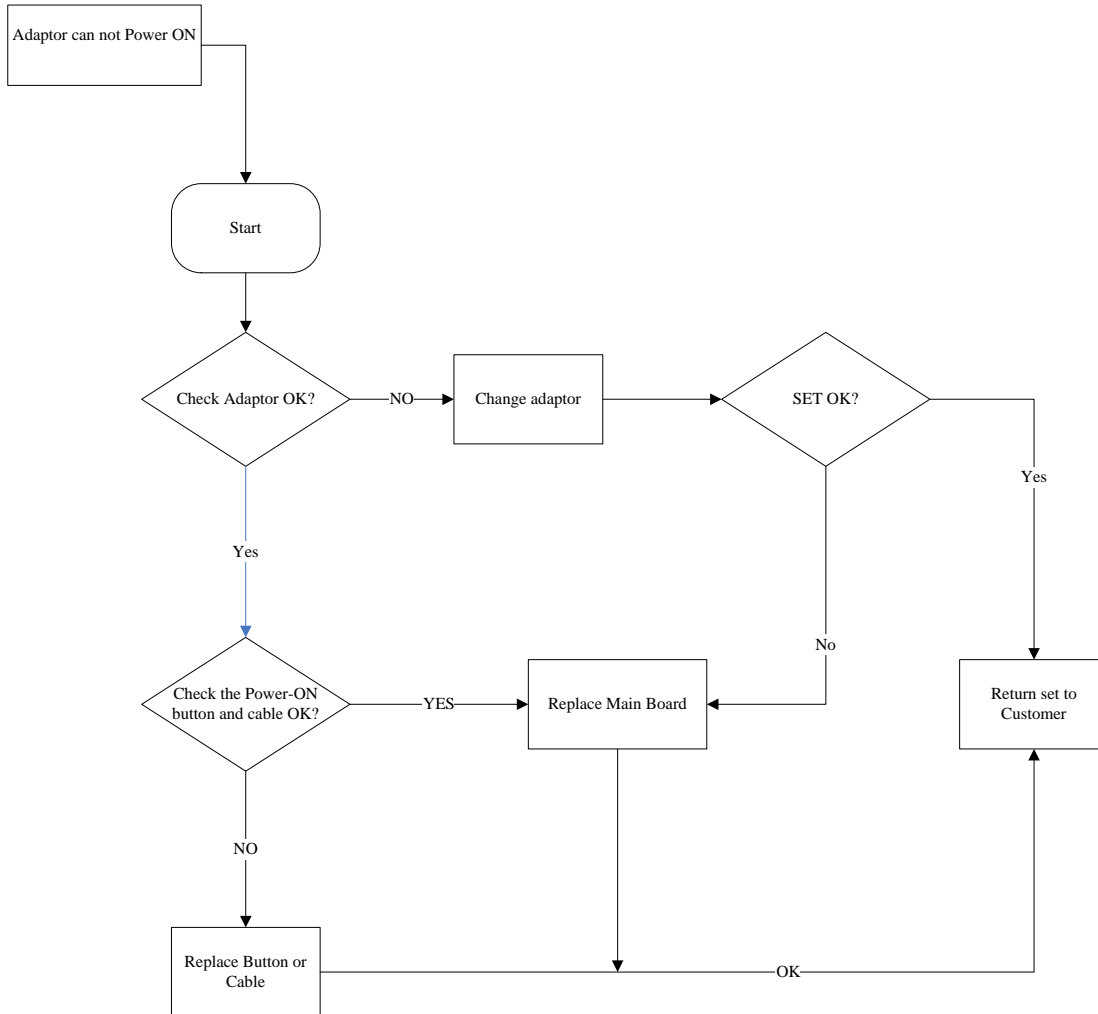 Adaptor can not Power ON
Start
Check Adaptor OK?
NO
Change adaptor
SET OK?
Yes
Yes
No
Check the Power-ON
button and cable OK?
YES
Replace Main Board
Return set to
Customer
NO
Replace Button or
Cable
OK